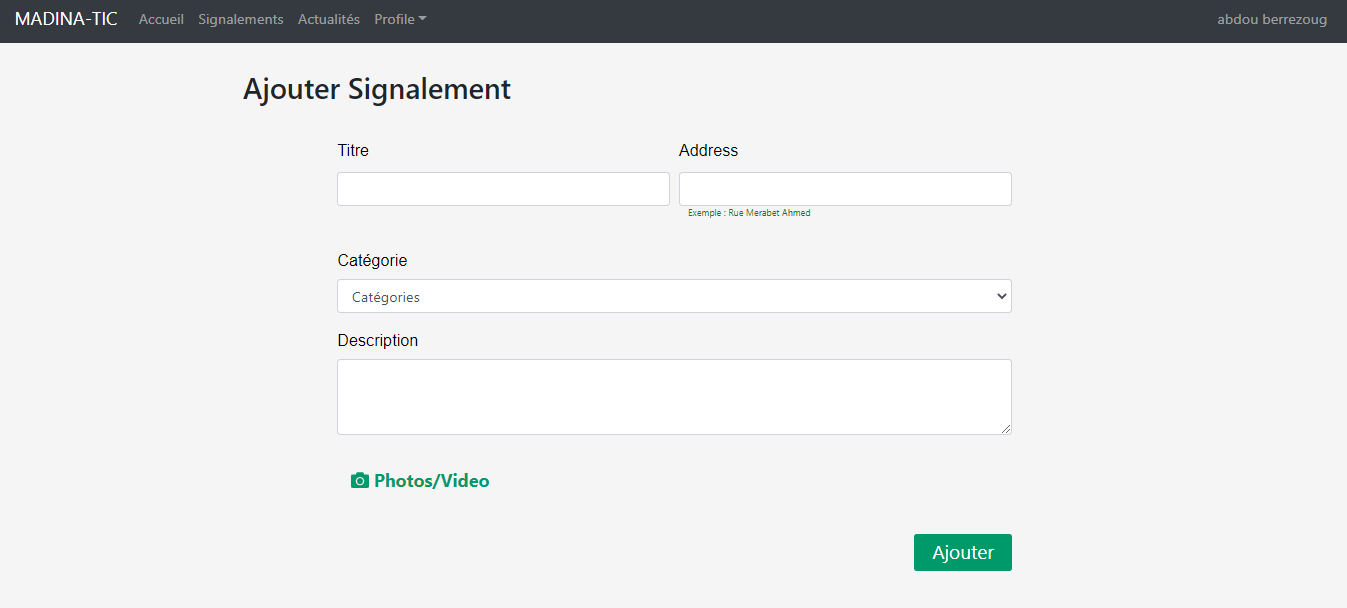 MADINA-TIC Accueil Signalements Actualités Profile abdou berrezoug
Ajouter Signalement
Titre Address
Exemple : Rue Merabet Ahmed
Catégorie
Catégories
Description
Photos/Video
Ajouter